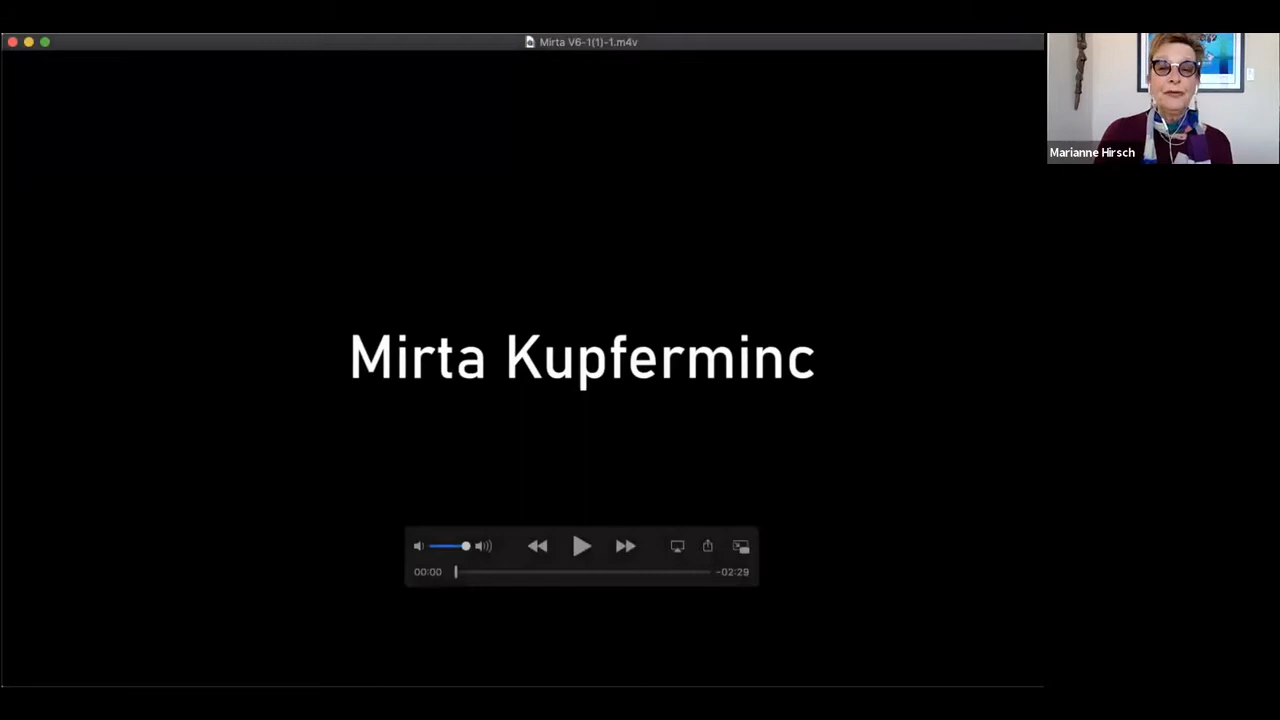 Mirta V6-1(1)-1.m4v
Marianne Hirsch
Mirta Kupferminc
00:00
-02:29